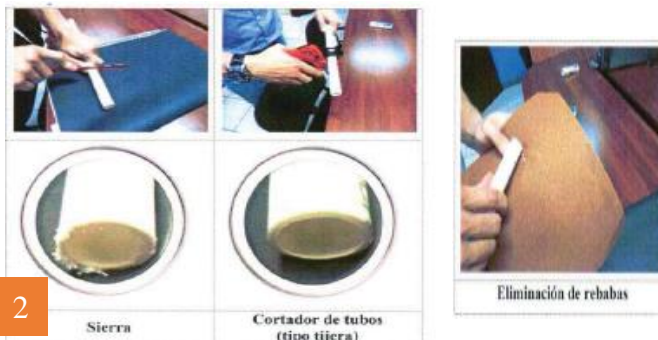 2
Sierra
Cortador de tubos
(tipo tijera)
Eliminación de rebabas